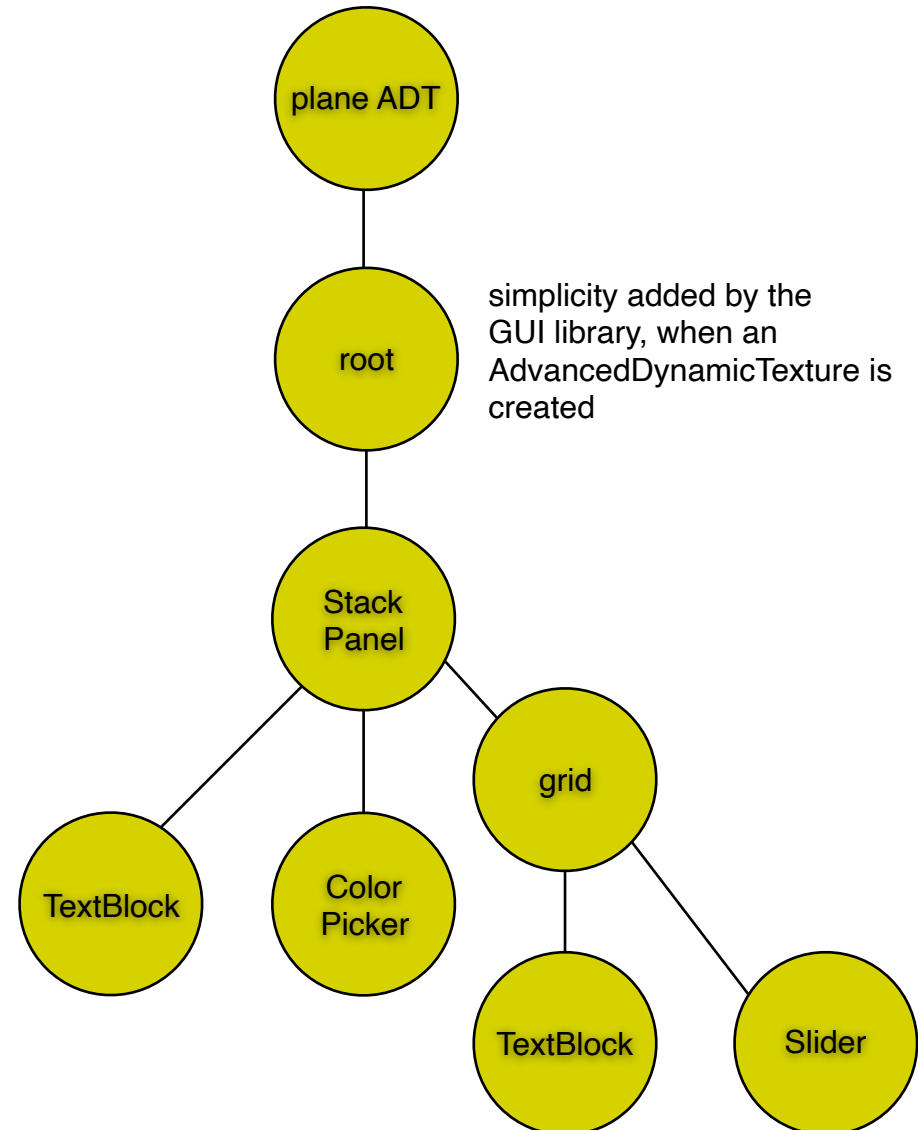 plane ADT
simplicity added by the
GUI library, when an
AdvancedDynamicTexture is
created
root
Stack
Panel
grid
TextBlock
Color
Picker
TextBlock
Slider